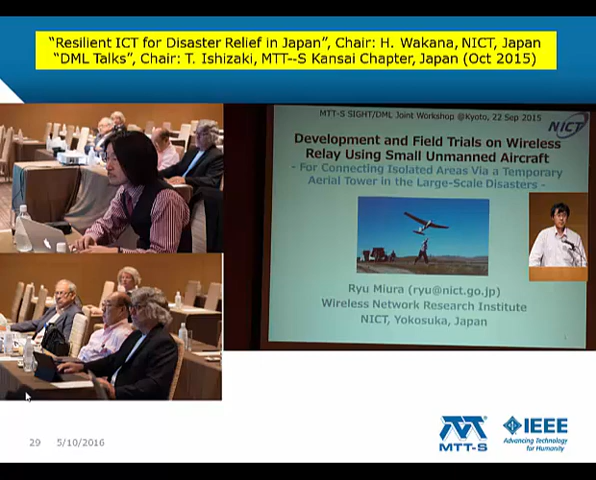 “Resilient ICT for Disaster Relief in Japan”, Chair: H. Wakana, NICT, Japan
“DML Talks”, Chair: T. Ishizaki, MTT--S Kansai Chapter, Japan (Oct 2015)
MTT-S SIGHT/DML Joint Workshop @Kyoto, 22 Sep 2015
NICT
Development and Field Trials on Wireless
Relay Using Small Unmanned Aircraft
- For Connecting Isolated Areas Via a Temporary
Aerial Tower in the Large-Scale Disasters -
Ryu Miura (ryu@nict.go.jp)
Wireless Network Research Institute
NICT, Yokosuka, Japan
29 5/10/2016
MTT-S
IEEE
Advancing Technology
for Humanity